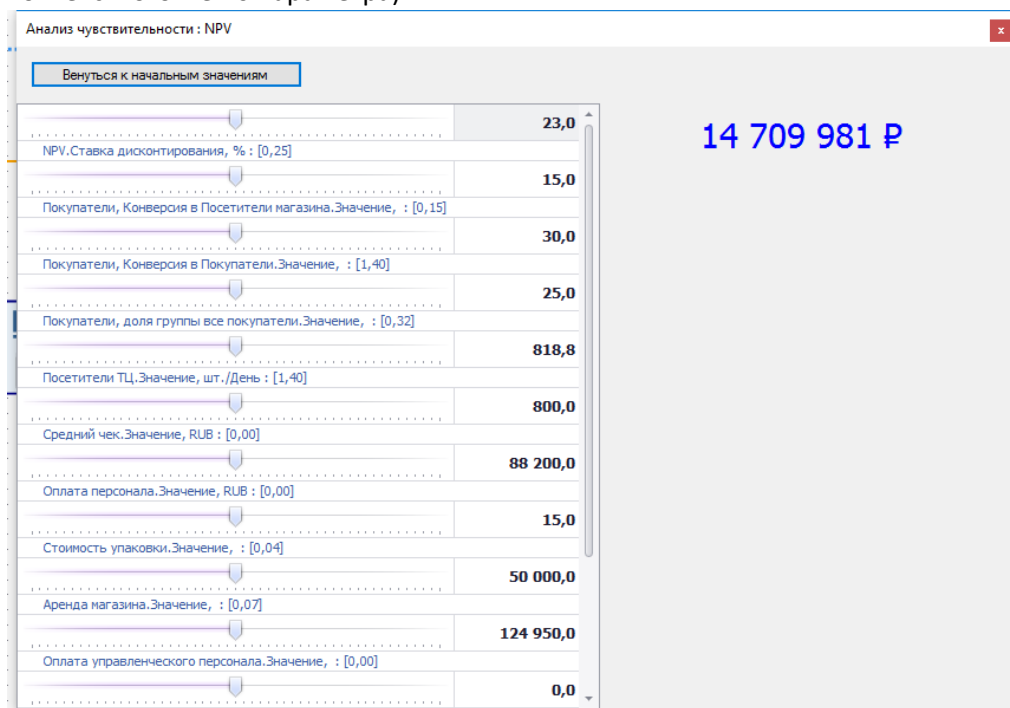 Анализ чувствительности : NPV
x
Венуться к начальным значениям
14 709 981 ₽
23,0
NPV.Ставка дисконтирования, % : [0,25]
15,0
Покупатели, Конверсия в Посетители магазина.Значение, : [0,15]
30,0
Покупатели, Конверсия в Покупатели.Значение, : [1,40]
25,0
Покупатели, доля группы все покупатели.Значение, : [0,32]
818,8
Посетители ТЦ.Значение, шт./День : [1,40]
800,0
Средний чек.Значение, RUB : [0,00]
88 200,0
Оплата персонала.Значение, RUB : [0,00]
15,0
Стоимость упаковки.Значение, : [0,04]
50 000,0
Аренда магазина.Значение, : [0,07]
124 950,0
Оплата управленческого персонала.Значение, : [0,00]
0,0